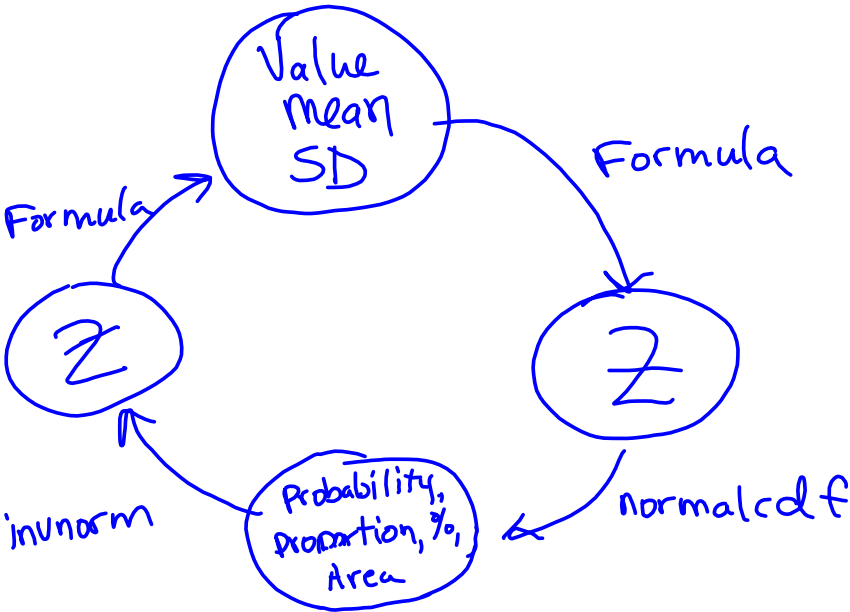 Value
Mean
SD
Formula
Formula
Z
Z
Probability,
proportion, %,
Area
normalcdf
invnorm